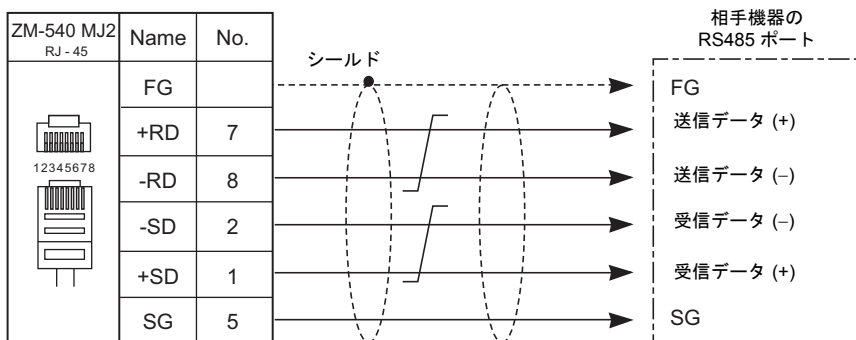 ZM-540 MJ2
RJ - 45
Name
No.
相手機器の
RS485 ポート
シールド
FG
FG
+RD
7
送信データ (+)
12345678
-RD
8
送信データ (−)
-SD
2
受信データ (−)
+SD
1
受信データ (+)
SG
5
SG